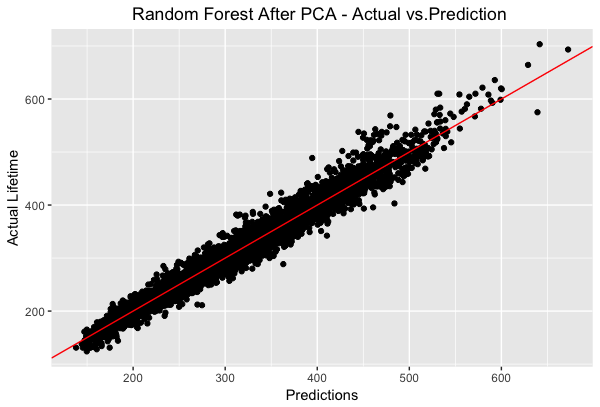 Random Forest After PCA - Actual vs.Prediction
600
400
200
Actual Lifetime
200 300 400 500 600
Predictions